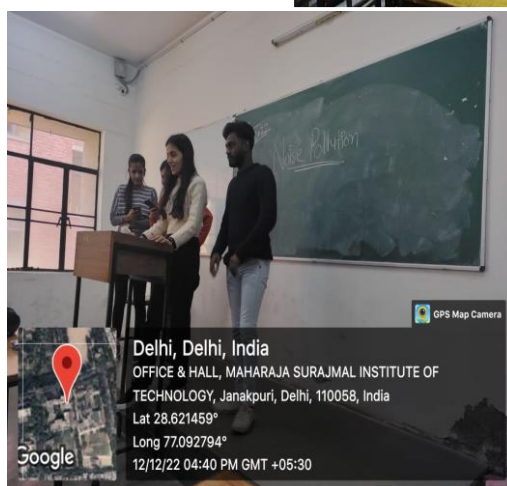 Noise Pollution
GPS Map Camera
Delhi, Delhi, India
OFFICE & HALL, MAHARAJA SURAJMAL INSTITUTE OF
TECHNOLOGY, Janakpuri, Delhi, 110058, India
Lat 28.621459°
Long 77.092794°
12/12/22 04:40 PM GMT +05:30
Google